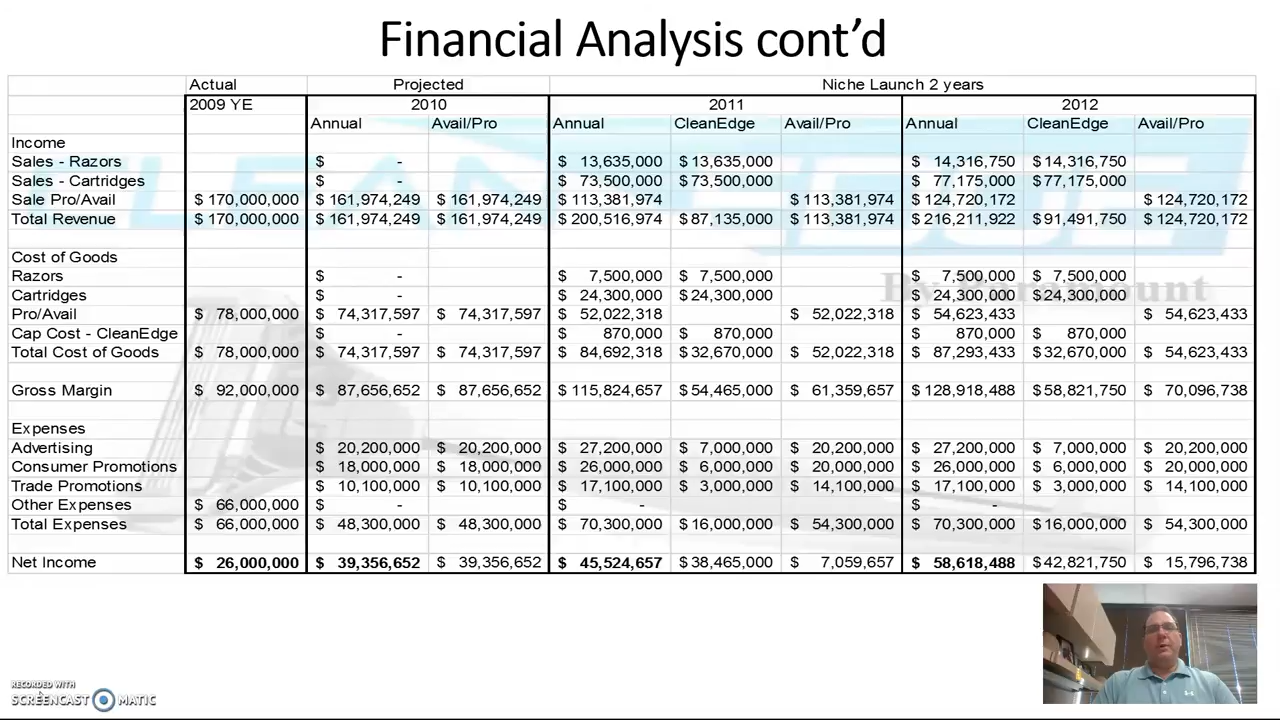 Financial Analysis cont’d
Actual Projected Niche Launch 2 years
2009 YE 2010 2011 2012
Annual Avail/Pro Annual CleanEdge Avail/Pro Annual CleanEdge Avail/Pro
Income
Sales - Razors $ - $ 13,635,000 $ 13,635,000 $ 14,316,750 $ 14,316,750
Sales - Cartridges $ - $ 73,500,000 $ 73,500,000 $ 77,175,000 $ 77,175,000
Sale Pro/Avail $ 170,000,000 $ 161,974,249 $ 161,974,249 $ 113,381,974 $ 113,381,974 $ 124,720,172 $ 124,720,172
Total Revenue $ 170,000,000 $ 161,974,249 $ 161,974,249 $ 200,516,974 $ 87,135,000 $ 113,381,974 $ 216,211,922 $ 91,491,750 $ 124,720,172
Cost of Goods
Razors $ - $ 7,500,000 $ 7,500,000 $ 7,500,000 $ 7,500,000
Cartridges $ - $ 24,300,000 $ 24,300,000 $ 24,300,000 $ 24,300,000
Pro/Avail $ 78,000,000 $ 74,317,597 $ 74,317,597 $ 52,022,318 $ 52,022,318 $ 54,623,433 $ 54,623,433
Cap Cost - CleanEdge $ - $ 870,000 $ 870,000 $ 870,000 $ 870,000
Total Cost of Goods $ 78,000,000 $ 74,317,597 $ 74,317,597 $ 84,692,318 $ 32,670,000 $ 52,022,318 $ 87,293,433 $ 32,670,000 $ 54,623,433
Gross Margin $ 92,000,000 $ 87,656,652 $ 87,656,652 $ 115,824,657 $ 54,465,000 $ 61,359,657 $ 128,918,488 $ 58,821,750 $ 70,096,738
Expenses
Advertising $ 20,200,000 $ 20,200,000 $ 27,200,000 $ 7,000,000 $ 20,200,000 $ 27,200,000 $ 7,000,000 $ 20,200,000
Consumer Promotions $ 18,000,000 $ 18,000,000 $ 26,000,000 $ 6,000,000 $ 20,000,000 $ 26,000,000 $ 6,000,000 $ 20,000,000
Trade Promotions $ 10,100,000 $ 10,100,000 $ 17,100,000 $ 3,000,000 $ 14,100,000 $ 17,100,000 $ 3,000,000 $ 14,100,000
Other Expenses $ 66,000,000 $ - $ - $ -
Total Expenses $ 66,000,000 $ 48,300,000 $ 48,300,000 $ 70,300,000 $ 16,000,000 $ 54,300,000 $ 70,300,000 $ 16,000,000 $ 54,300,000
Net Income $ 26,000,000 $ 39,356,652 $ 39,356,652 $ 45,524,657 $ 38,465,000 $ 7,059,657 $ 58,618,488 $ 42,821,750 $ 15,796,738
CLEAN EDGE
By Paramount
RECORDED WITH
SCREENCAST MATIC